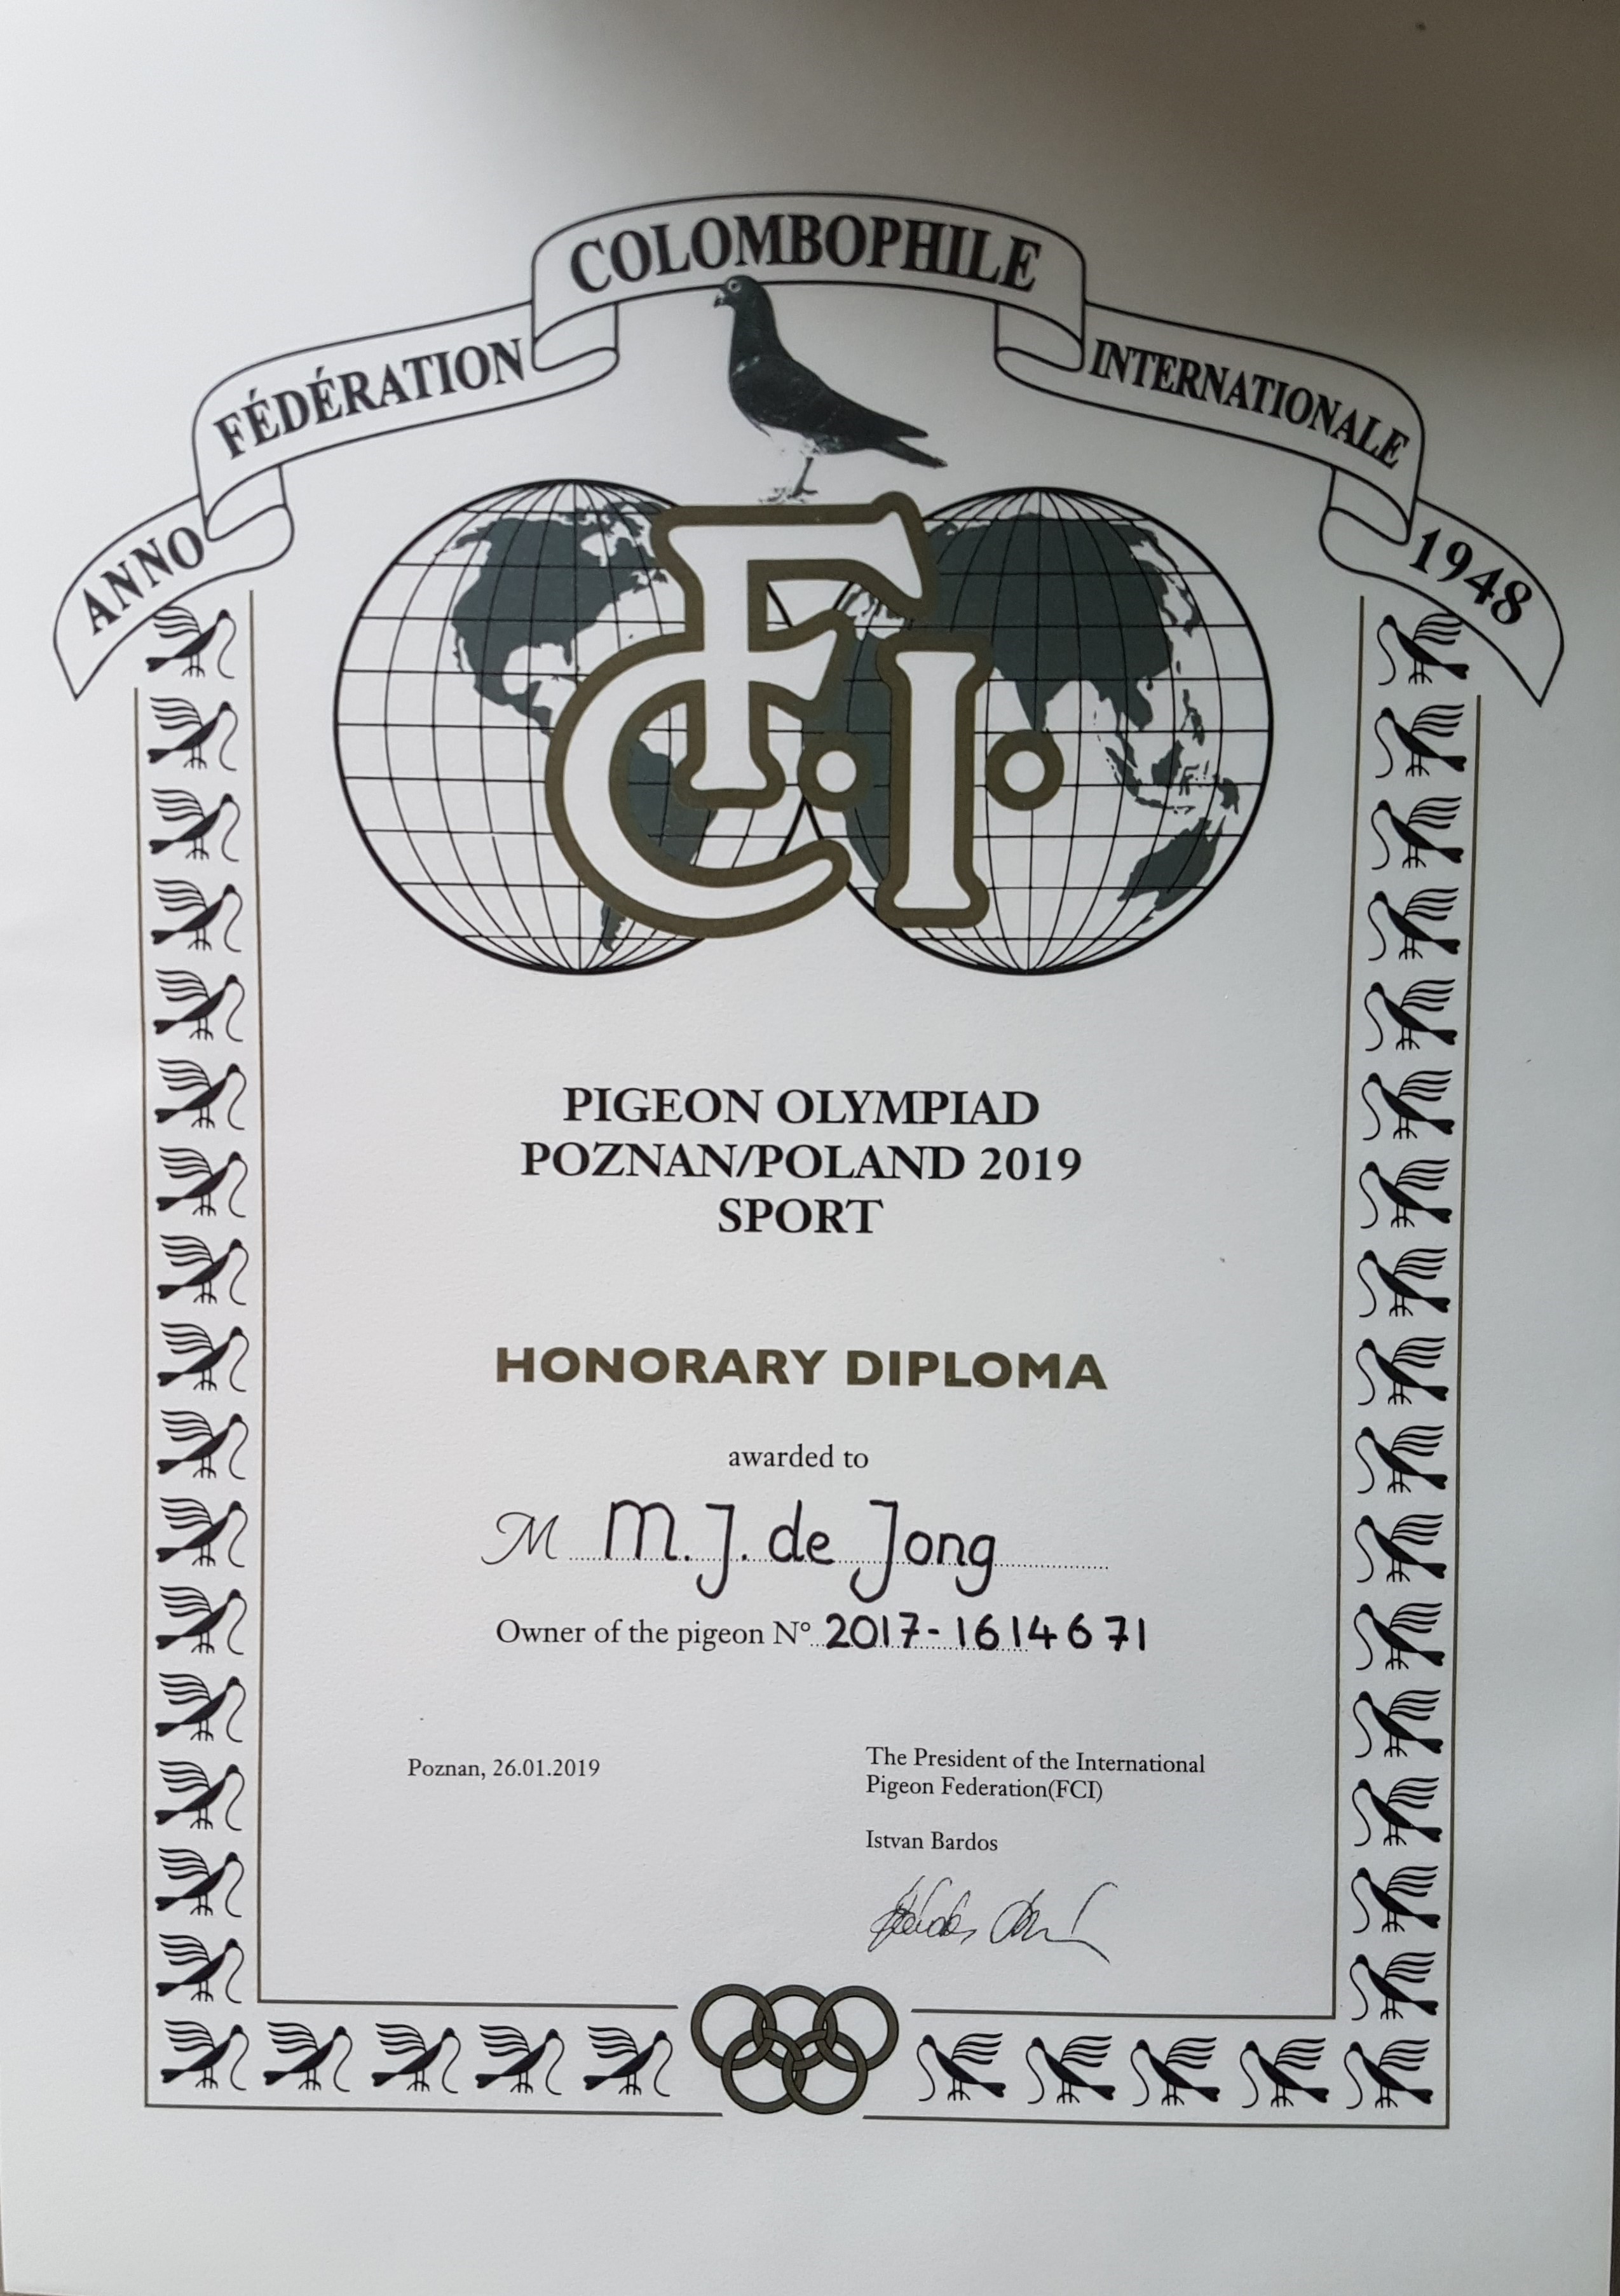 COLOMBOPHILE
FÉDÉRATION
INTERNATIONALE
ANNO
1948
F.C.I.
PIGEON OLYMPIAD
POZNAN/POLAND 2019
SPORT
HONORARY DIPLOMA
awarded to
M M. J. de Jong
Owner of the pigeon N° 2017-1614671
Poznan, 26.01.2019
The President of the International
Pigeon Federation(FCI)
Istvan Bardos